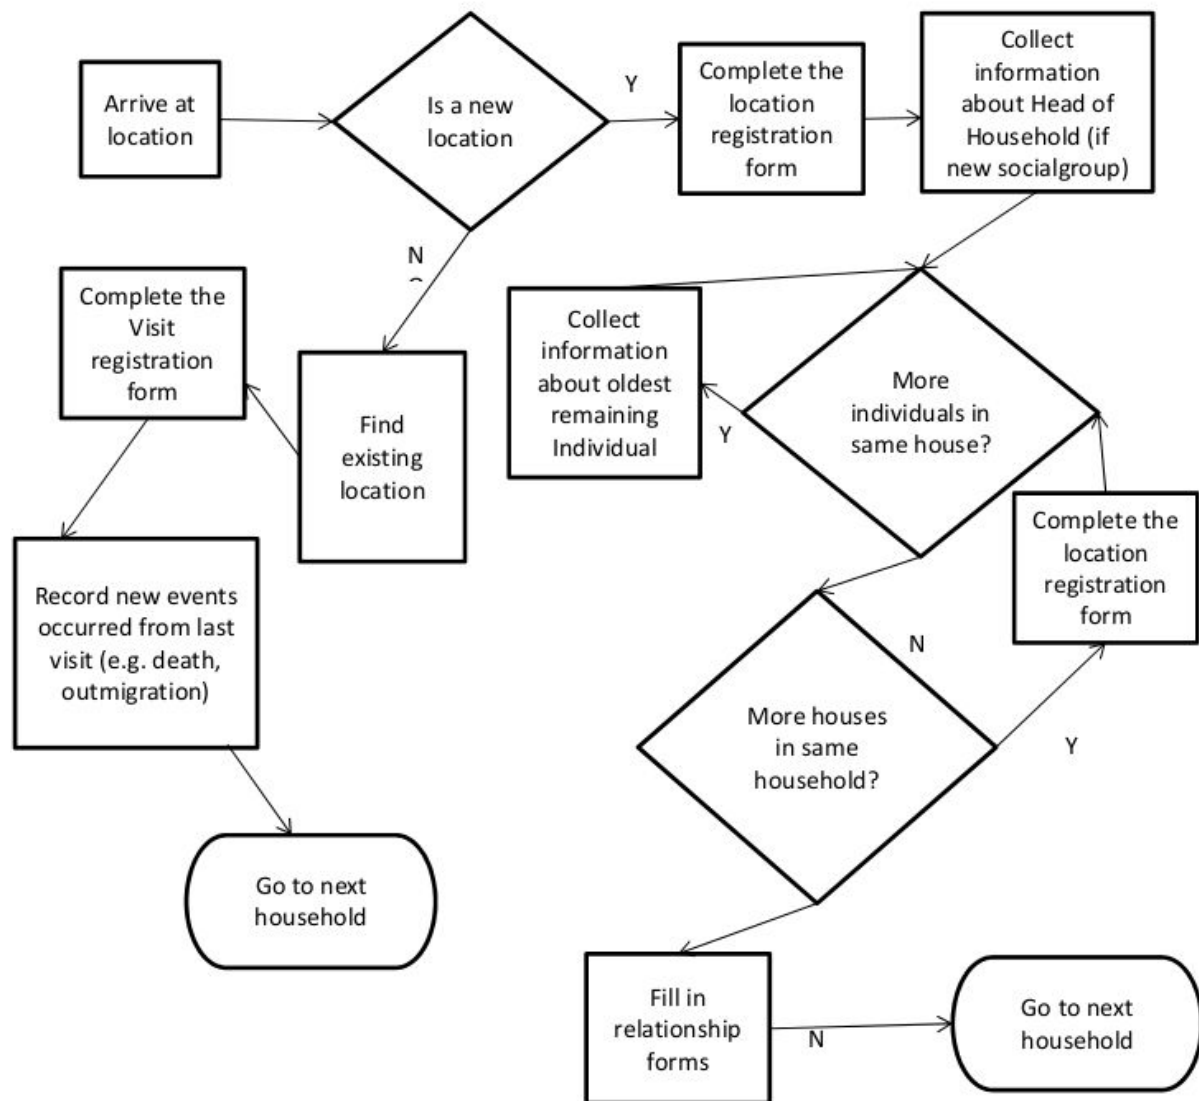 Arrive at
location
Is a new
location
Y
Complete the
location
registration
form
Collect
information
about Head of
Household (if
new socialgroup)
N
Complete the
Visit
registration
form
Find
existing
location
Record new events
occurred from last
visit (e.g. death,
outmigration)
Go to next
household
Collect
information
about oldest
remaining
Individual
Y
More
individuals in
same house?
Complete the
location
registration
form
N
More houses
in same
household?
Y
Fill in
relationship
forms
N
Go to next
household